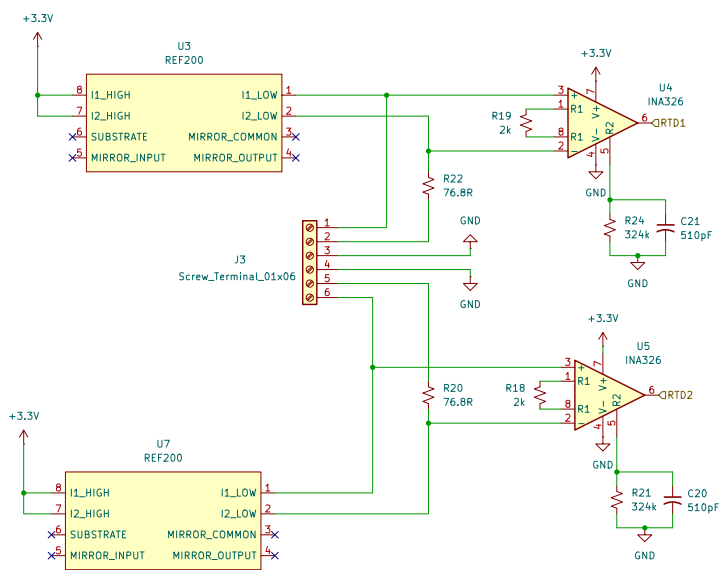 +3.3V
U3
REF200
8 I1_HIGH I1_LOW 1
7 I2_HIGH I2_LOW 2
6 SUBSTRATE MIRROR_COMMON 3
5 MIRROR_INPUT MIRROR_OUTPUT 4
+3.3V
U4
INA326
3 + 7 V+
1 R1
R19
2k
6 RTD1
R2
8 R1
2 - V- 4 5
GND
R22
76.8R
R24
324k
C21
510pF
GND
J3
Screw_Terminal_01x06
1
2
3
4
5
6
GND
GND
+3.3V
U5
INA326
3 + 7 V+
1 R1
R18
2k
6 RTD2
R2
8 R1
2 - V- 4 5
GND
R20
76.8R
R21
324k
C20
510pF
GND
+3.3V
U7
REF200
8 I1_HIGH I1_LOW 1
7 I2_HIGH I2_LOW 2
6 SUBSTRATE MIRROR_COMMON 3
5 MIRROR_INPUT MIRROR_OUTPUT 4